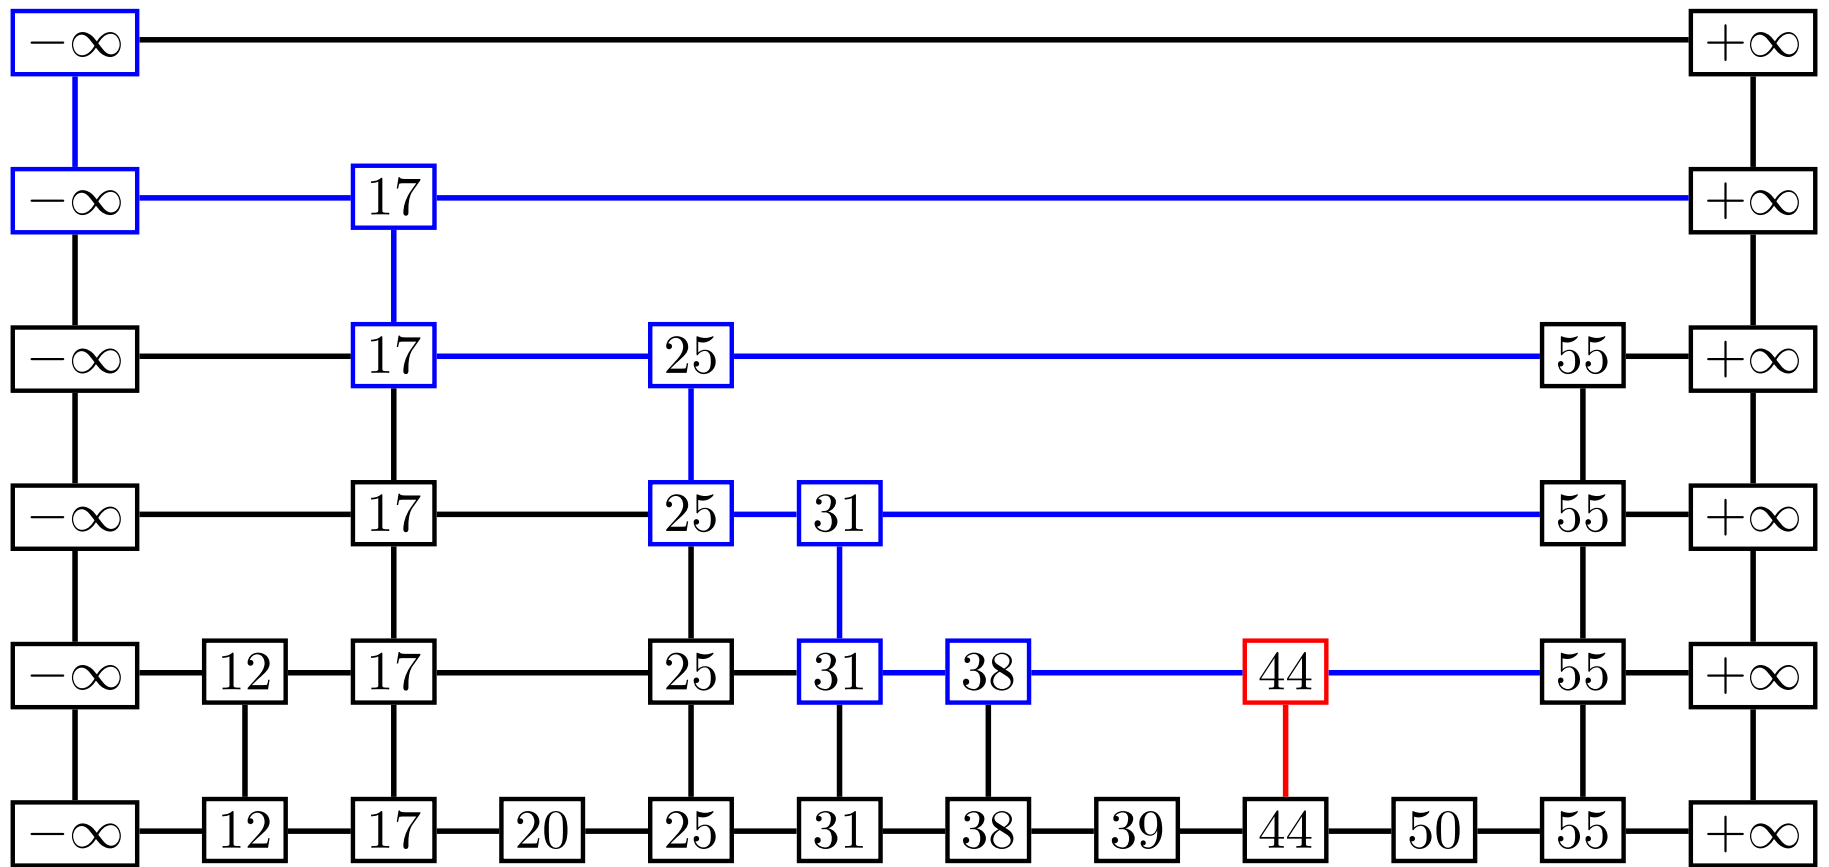 −∞ +∞
−∞ 17 +∞
−∞ 17 25 55 +∞
−∞ 17 25 31 55 +∞
−∞ 12 17 25 31 38 44 55 +∞
−∞ 12 17 20 25 31 38 39 44 50 55 +∞